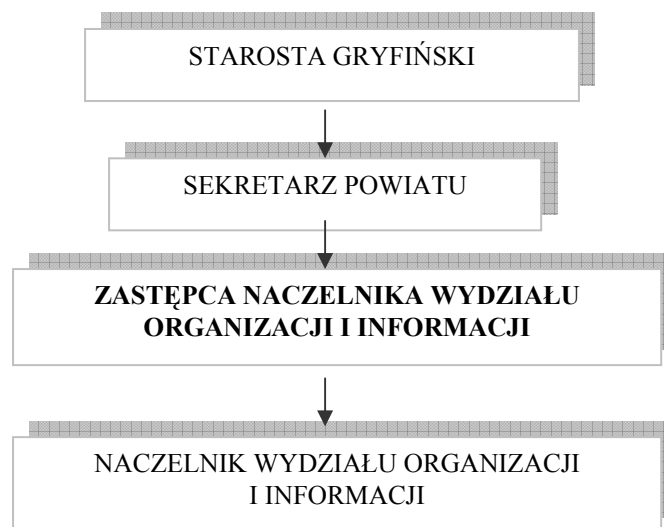 STAROSTA GRYFIŃSKI
SEKRETARZ POWIATU
ZASTĘPCA NACZELNIKA WYDZIAŁU
ORGANIZACJI I INFORMACJI
NACZELNIK WYDZIAŁU ORGANIZACJI
I INFORMACJI